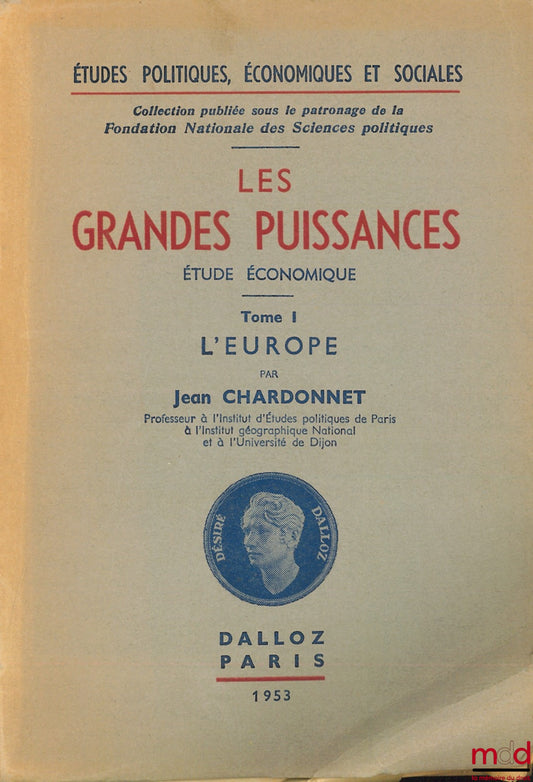 ÉTUDES POLITIQUES, ÉCONOMIQUES ET SOCIALES
Collection publiée sous le patronage de la
Fondation Nationale des Sciences politiques
LES
GRANDES PUISSANCES
ÉTUDE ÉCONOMIQUE
Tome I
L'EUROPE
PAR
Jean CHARDONNET
Professeur à l'Institut d'Études politiques de Paris
à l'Institut géographique National
et à l'Université de Dijon
DÉSIRÉ DALLOZ
DALLOZ
PARIS
1953
mdd